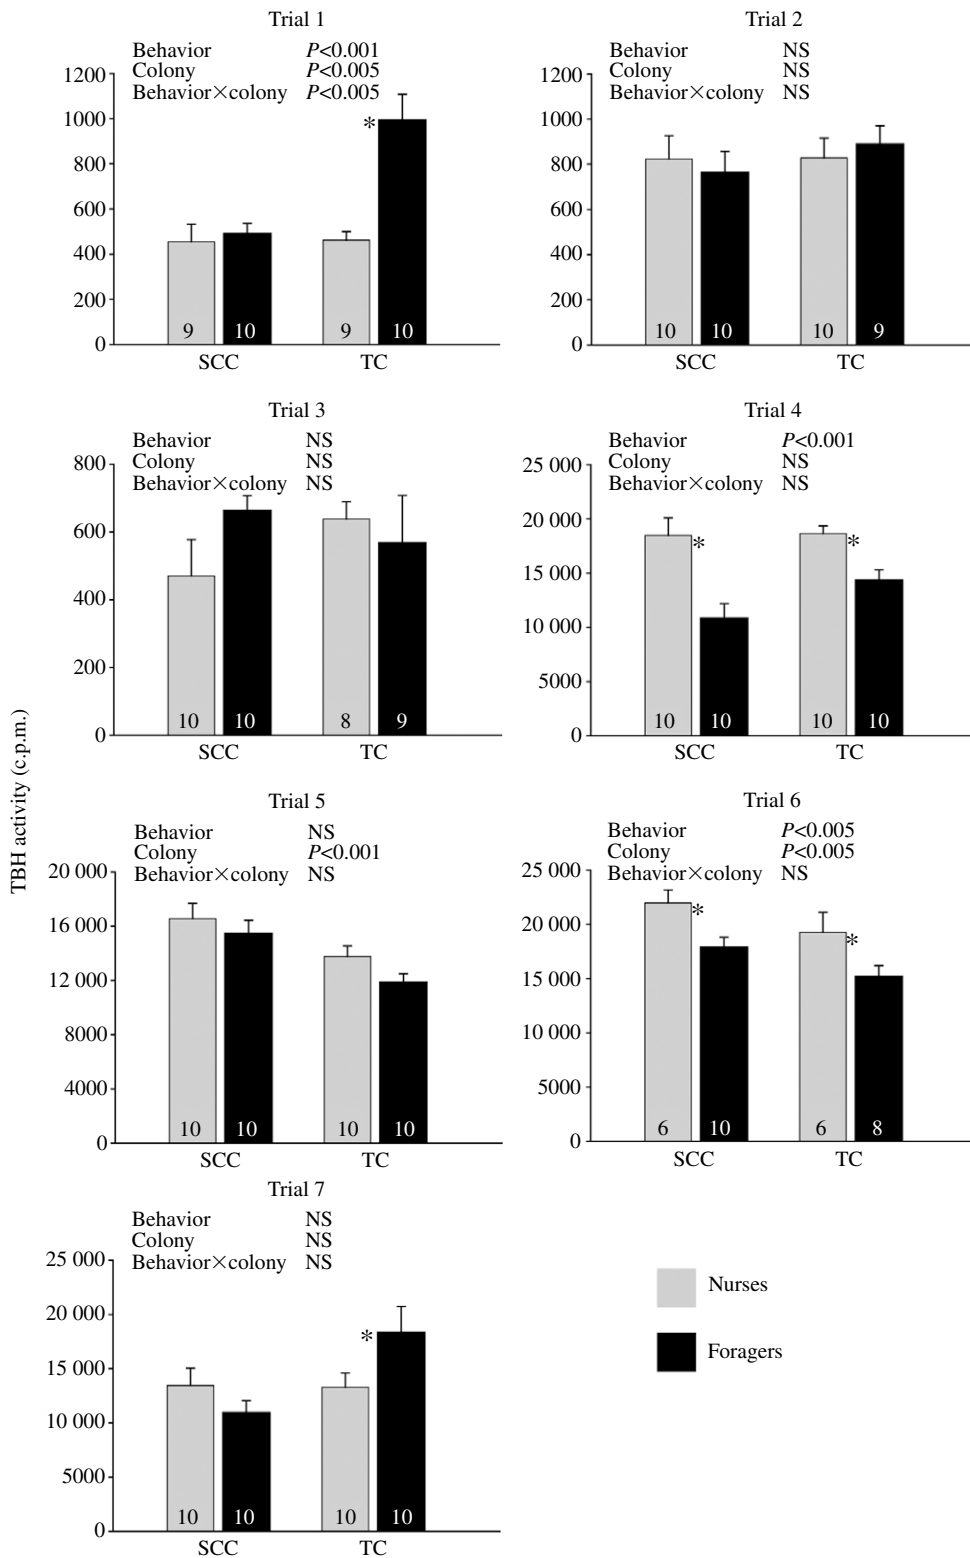 Trial 1
Behavior P<0.001
Colony P<0.005
Behavior×colony P<0.005
1200
1000
800
600
400
200
0
*
9 10 9 10
SCC TC
Trial 2
Behavior NS
Colony NS
Behavior×colony NS
1200
1000
800
600
400
200
0
10 10 10 9
SCC TC
Trial 3
Behavior NS
Colony NS
Behavior×colony NS
800
600
400
200
0
10 10 8 9
SCC TC
Trial 4
Behavior P<0.001
Colony NS
Behavior×colony NS
25 000
20 000
15 000
10 000
5000
0
* *
10 10 10 10
SCC TC
TBH activity (c.p.m.)
Trial 5
Behavior NS
Colony P<0.001
Behavior×colony NS
20 000
16 000
12 000
8000
4000
0
10 10 10 10
SCC TC
Trial 6
Behavior P<0.005
Colony P<0.005
Behavior×colony NS
25 000
20 000
15 000
10 000
5000
0
* *
6 10 6 8
SCC TC
Trial 7
Behavior NS
Colony NS
Behavior×colony NS
25 000
20 000
15 000
10 000
5000
0
*
10 10 10 10
SCC TC
Nurses
Foragers